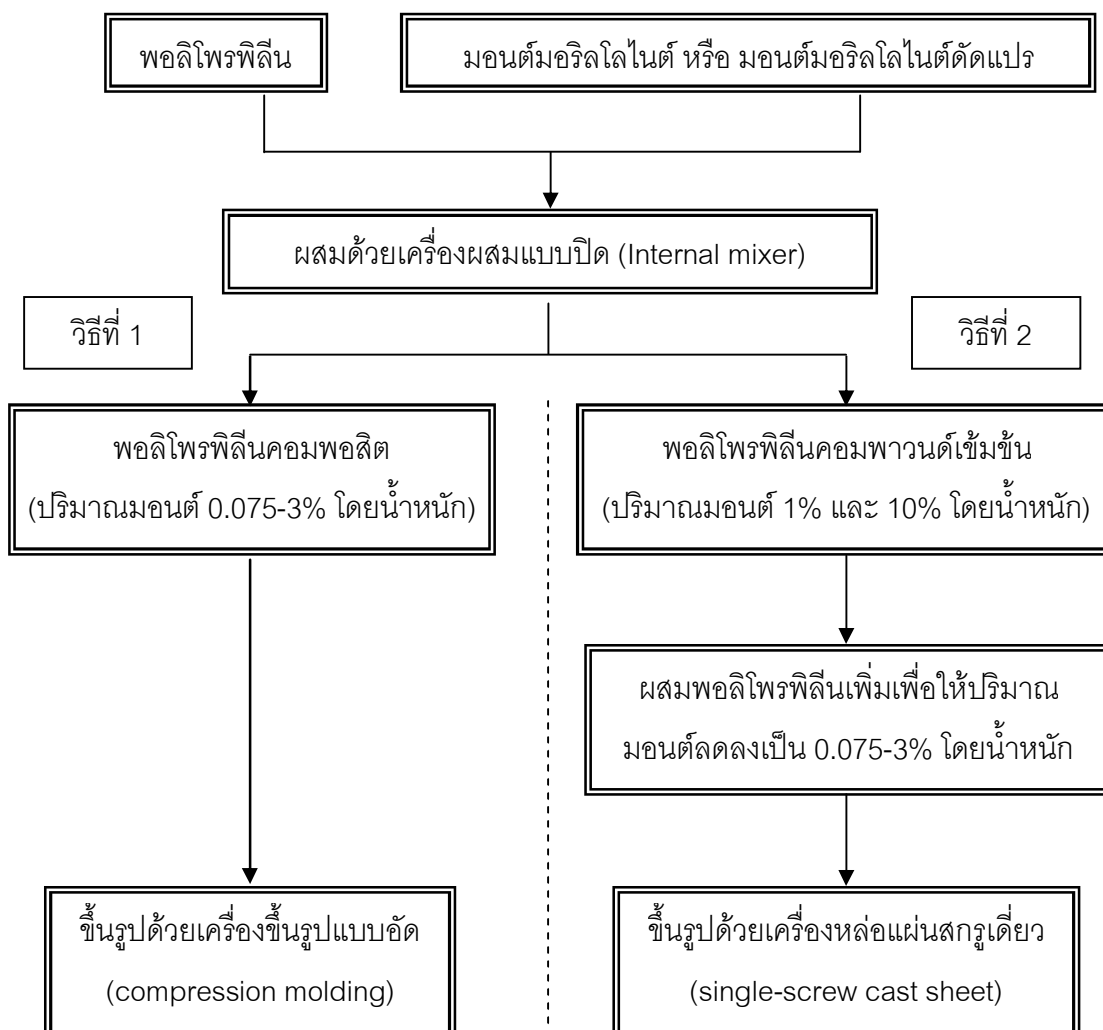 พอลิโพรพิลีน
มอนต์มอริลโลไนต์ หรือ มอนต์มอริลโลไนต์ดัดแปร
ผสมด้วยเครื่องผสมแบบปิด (Internal mixer)
วิธีที่ 1
วิธีที่ 2
พอลิโพรพิลีนคอมพอสิต
(ปริมาณมอนต์ 0.075-3% โดยน้ำหนัก)
พอลิโพรพิลีนคอมพาวนด์เข้มข้น
(ปริมาณมอนต์ 1% และ 10% โดยน้ำหนัก)
ผสมพอลิโพรพิลีนเพิ่มเพื่อให้ปริมาณ
มอนต์ลดลงเป็น 0.075-3% โดยน้ำหนัก
ขึ้นรูปด้วยเครื่องขึ้นรูปแบบอัด
(compression molding)
ขึ้นรูปด้วยเครื่องหล่อแผ่นสกรูเดี่ยว
(single-screw cast sheet)